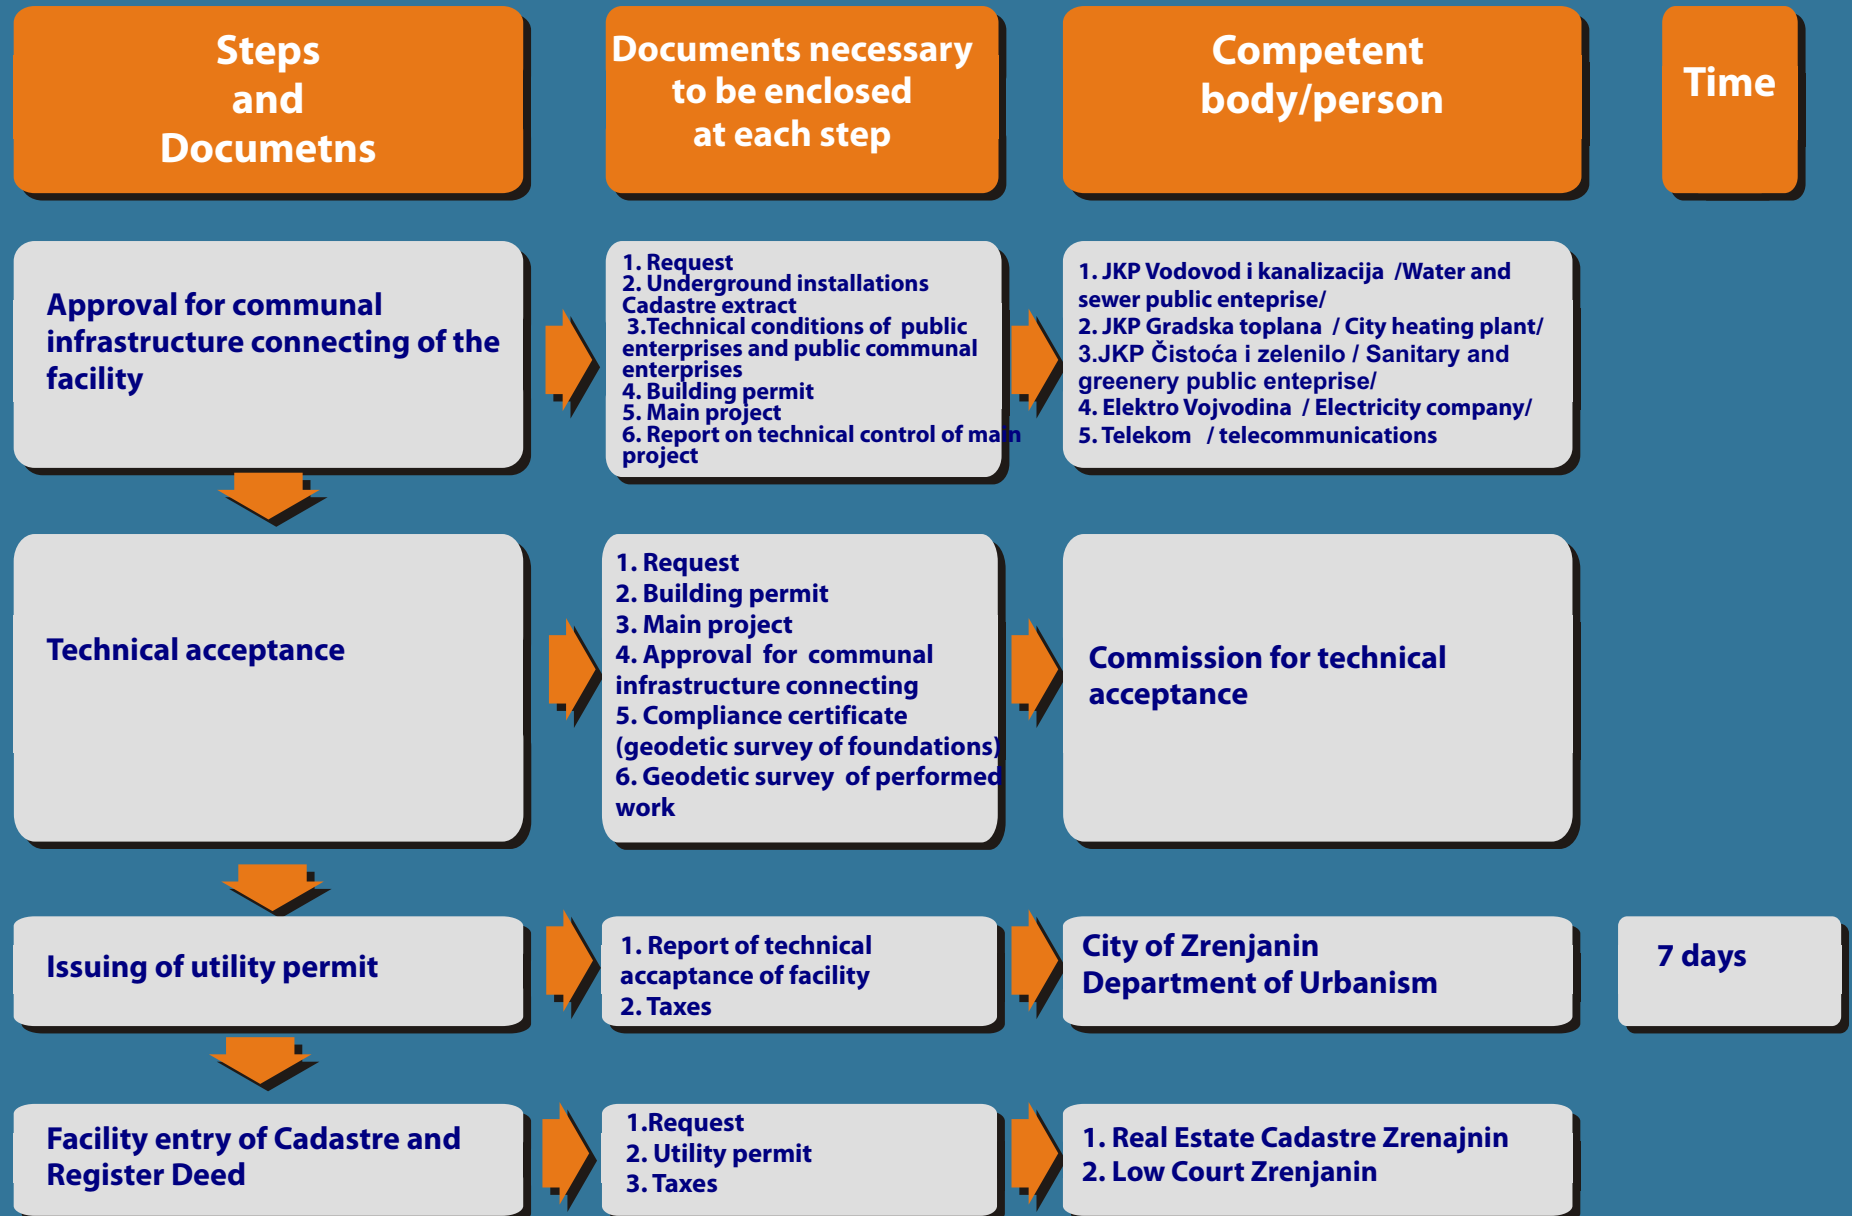 Steps
and
Documetns
Documents necessary
to be enclosed
at each step
Competent
body/person
Time
Approval for communal
infrastructure connecting of the
facility
1. Request
2. Underground installations
Cadastre extract
3.Technical conditions of public
enterprises and public communal
enterprises
4. Building permit
5. Main project
6. Report on technical control of main
project
1. JKP Vodovod i kanalizacija /Water and
sewer public enteprise/
2. JKP Gradska toplana / City heating plant/
3.JKP Čistoća i zelenilo / Sanitary and
greenery public enteprise/
4. Elektro Vojvodina / Electricity company/
5. Telekom / telecommunications
Technical acceptance
1. Request
2. Building permit
3. Main project
4. Approval for communal
infrastructure connecting
5. Compliance certificate
(geodetic survey of foundations)
6. Geodetic survey of performed
work
Commission for technical
acceptance
Issuing of utility permit
1. Report of technical
accaptance of facility
2. Taxes
City of Zrenjanin
Department of Urbanism
7 days
Facility entry of Cadastre and
Register Deed
1.Request
2. Utility permit
3. Taxes
1. Real Estate Cadastre Zrenajnin
2. Low Court Zrenjanin